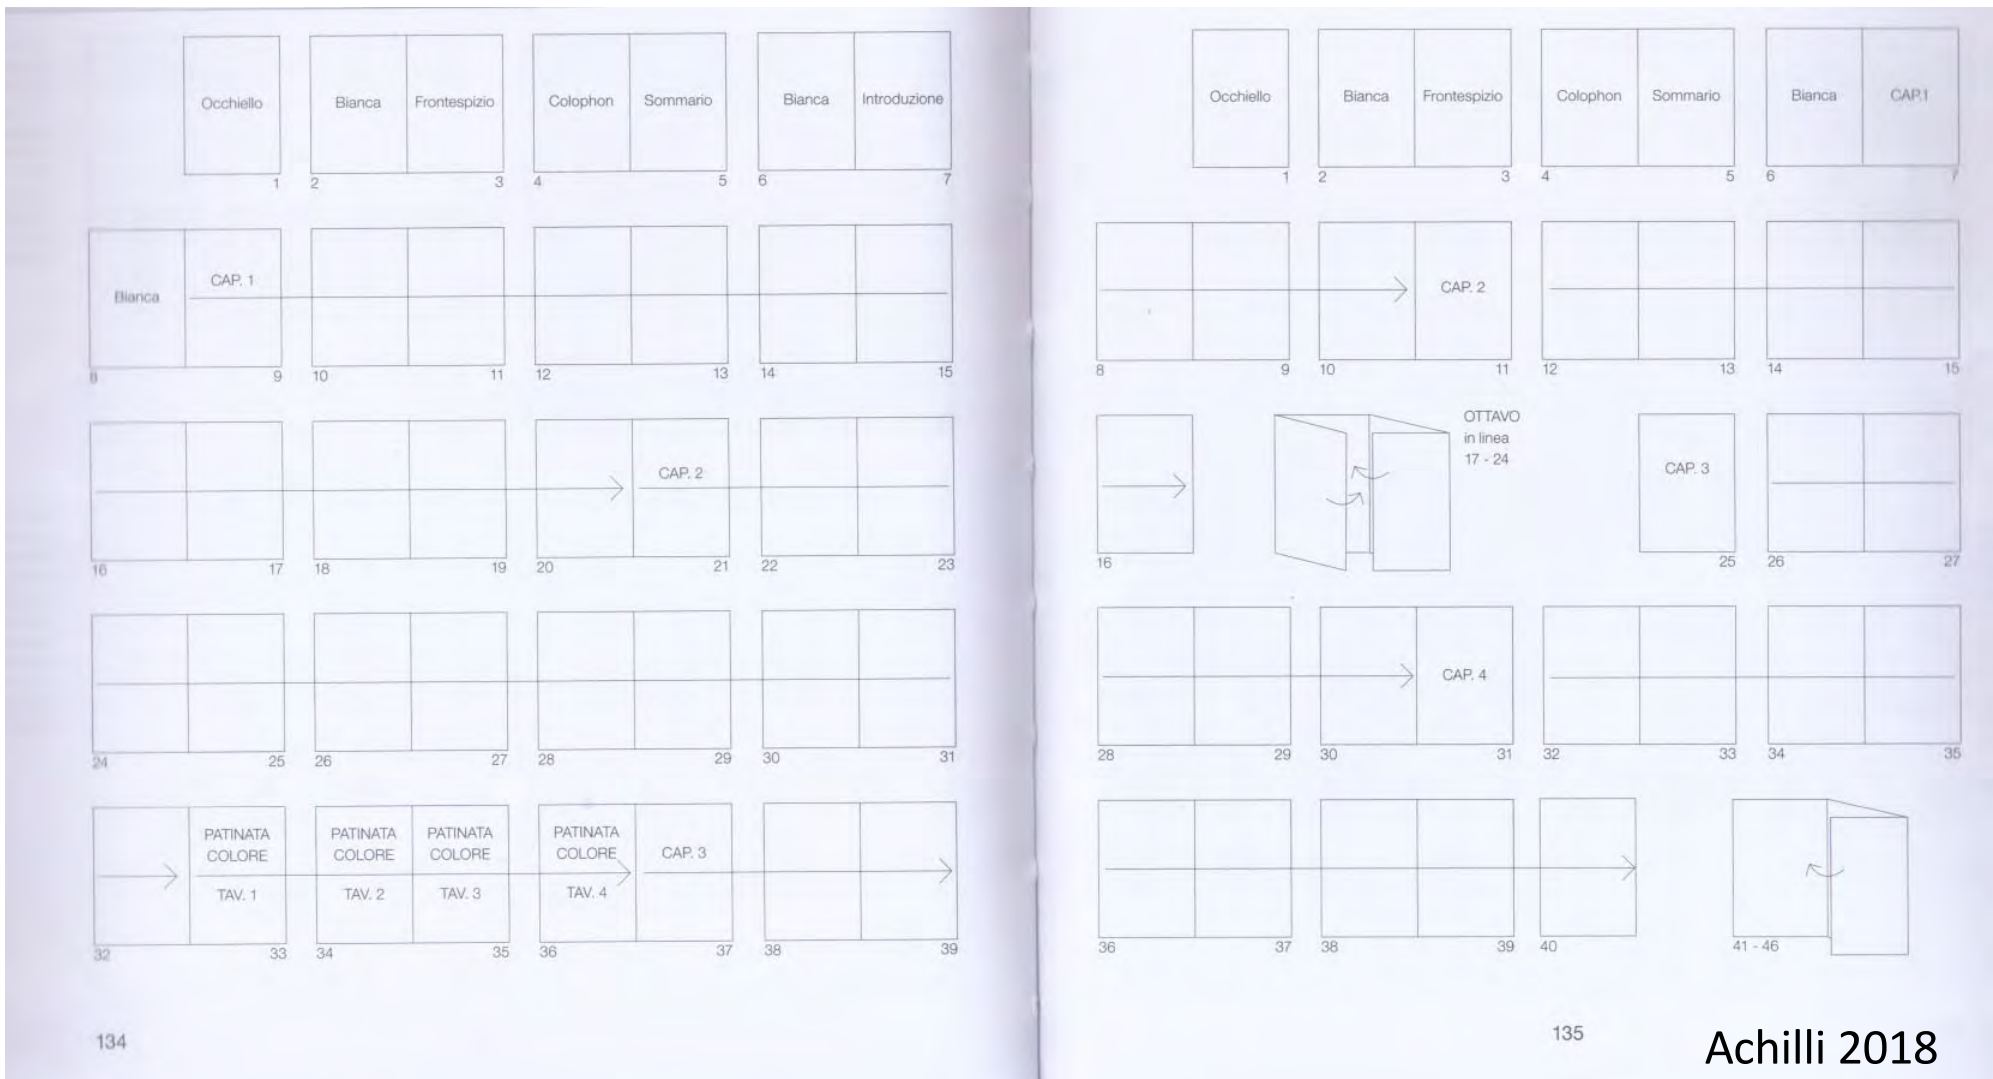 Occhiello
Bianca Frontespizio
Colophon Sommario
Bianca Introduzione
1 2 3 4 5 6 7
Bianca
CAP. 1
8 9 10 11 12 13 14 15
CAP. 2
16 17 18 19 20 21 22 23
24 25 26 27 28 29 30 31
PATINATA
COLORE
TAV. 1
PATINATA
COLORE
TAV. 2
PATINATA
COLORE
TAV. 3
PATINATA
COLORE
TAV. 4
CAP. 3
32 33 34 35 36 37 38 39
134
Occhiello
Bianca Frontespizio
Colophon Sommario
Bianca CAP.1
1 2 3 4 5 6 7
CAP. 2
8 9 10 11 12 13 14 15
OTTAVO
in linea
17 - 24
CAP. 3
16 25 26 27
CAP. 4
28 29 30 31 32 33 34 35
36 37 38 39 40 41 - 46
135
Achilli 2018